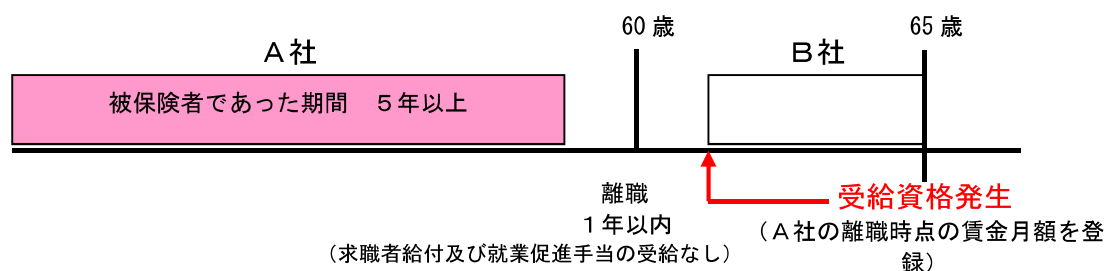 60歳
65歳
Ａ社
Ｂ社
被保険者であった期間　５年以上
離職
１年以内
（求職者給付及び就業促進手当の受給なし）
受給資格発生
（Ａ社の離職時点の賃金月額を登
録）